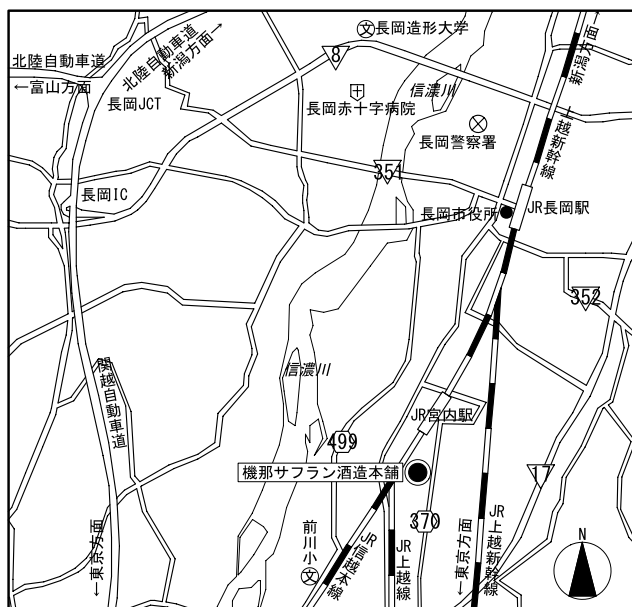 長岡造形大学
新潟方面→
北陸自動車道
北陸自動車道
新潟方面→
8
←富山方面
信濃川
長岡赤十字病院
長岡JCT
上越新幹線
長岡警察署
351
長岡IC
JR長岡駅
長岡市役所
352
信濃川
関越自動車道
JR宮内駅
499
機那サフラン酒造本舗
17
370
前川小
←東京方面
JR信越本線
JR上越線
←東京方面
JR上越新幹線
N